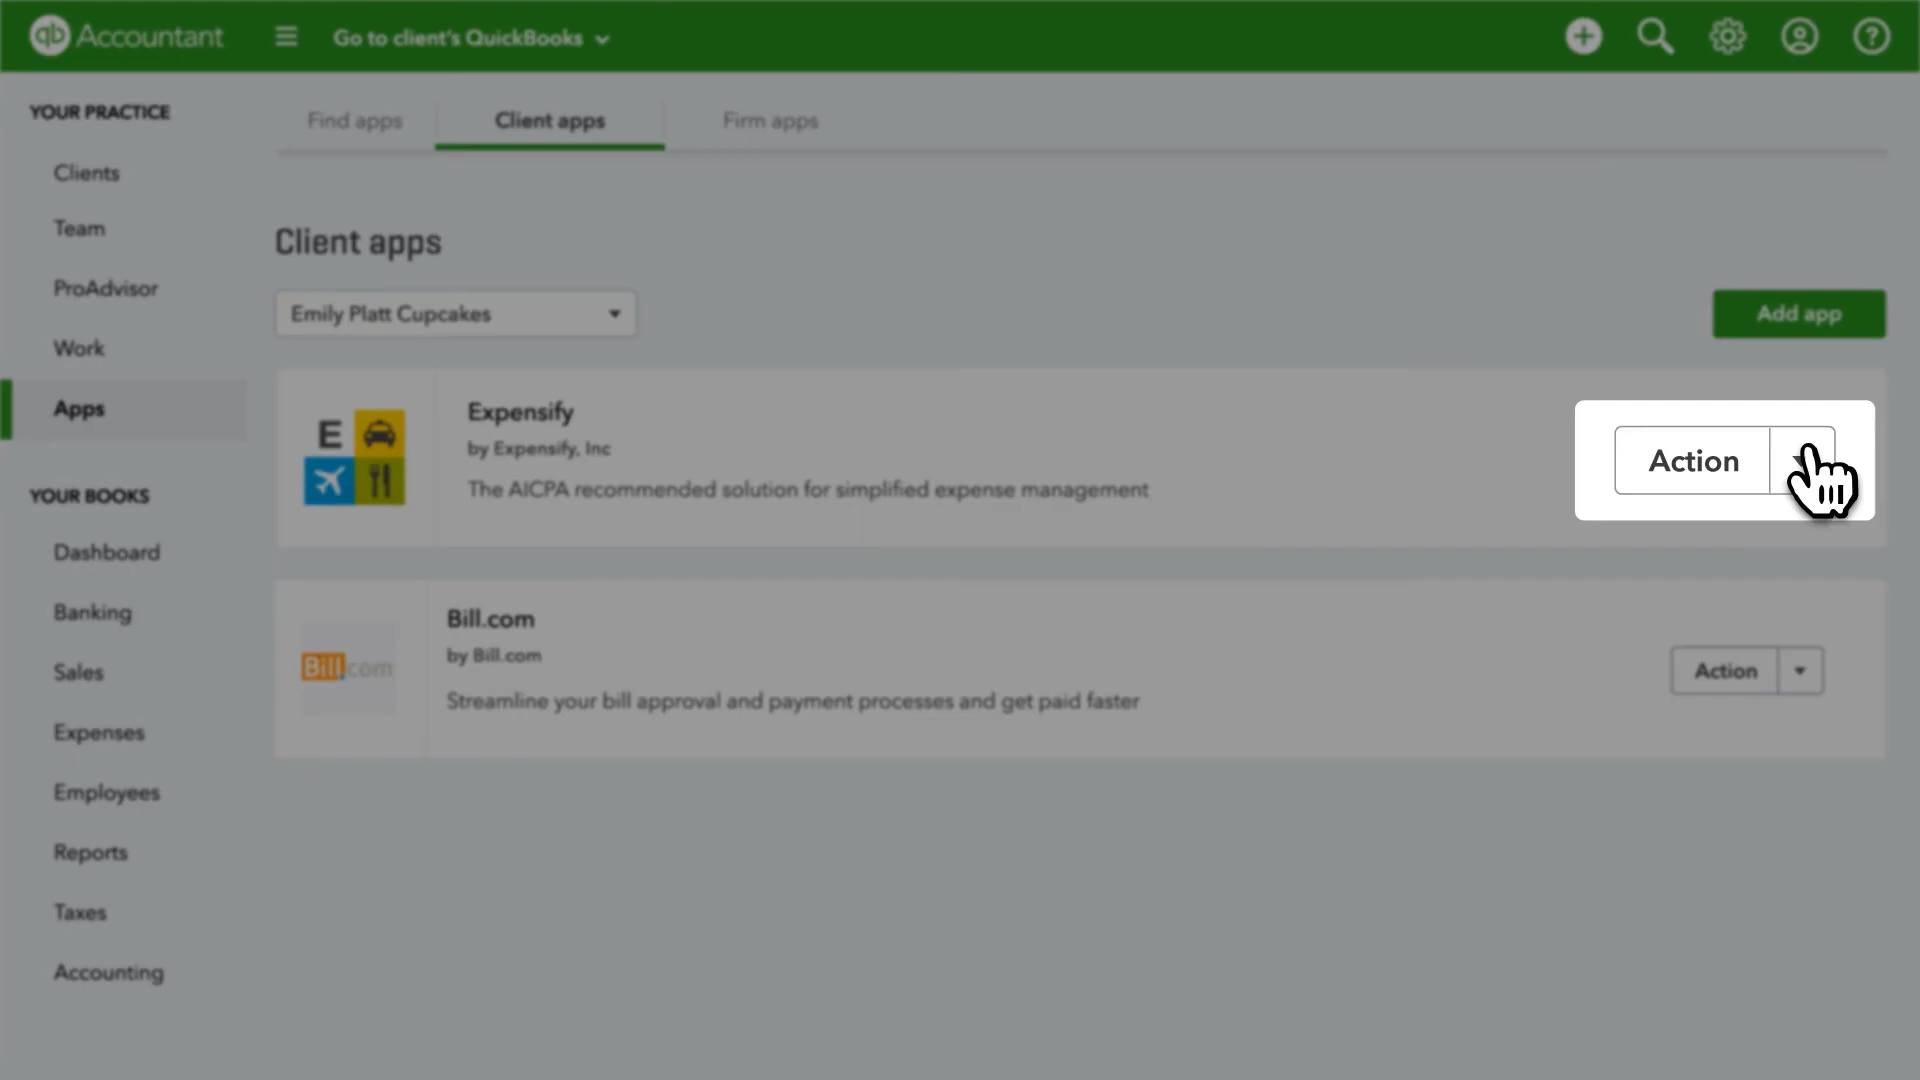 qb Accountant
Go to client's QuickBooks
YOUR PRACTICE
Clients
Team
ProAdvisor
Work
Apps
YOUR BOOKS
Dashboard
Banking
Sales
Expenses
Employees
Reports
Taxes
Accounting
Find apps
Client apps
Firm apps
Client apps
Emily Platt Cupcakes
Add app
E
Expensify
by Expensify, Inc
The AICPA recommended solution for simplified expense management
Action
Bill.com
Bill.com
by Bill.com
Streamline your bill approval and payment processes and get paid faster
Action